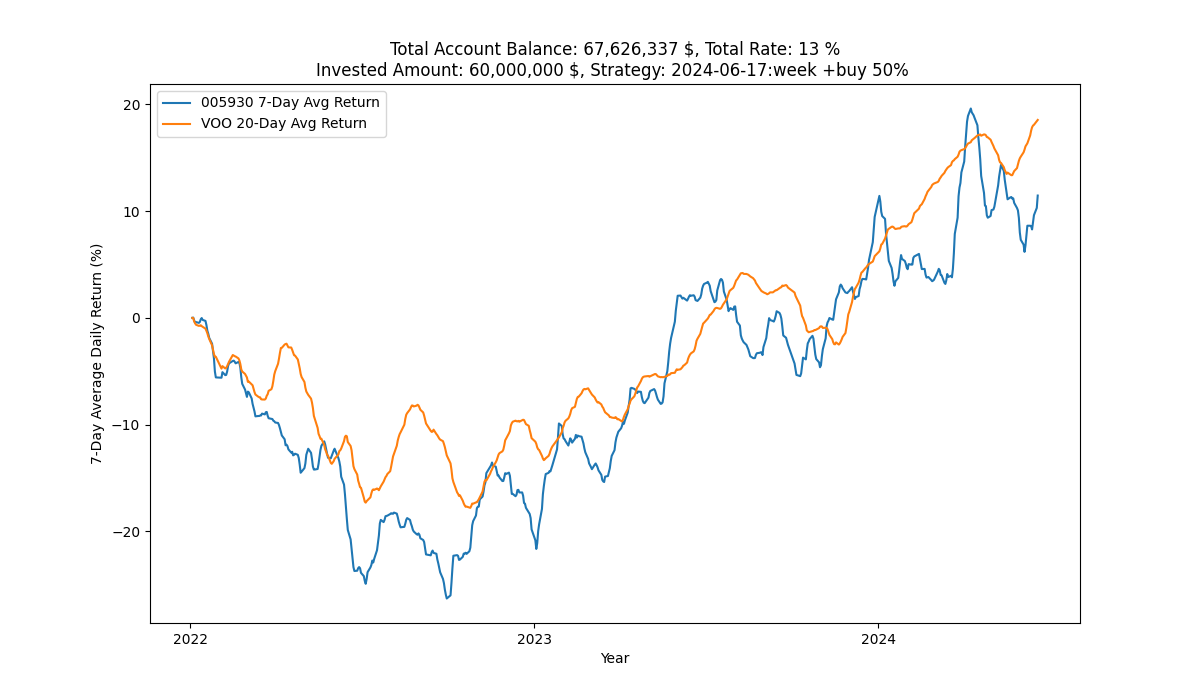 Total Account Balance: 67,626,337 $, Total Rate: 13 %
Invested Amount: 60,000,000 $, Strategy: 2024-06-17:week +buy 50%
005930 7-Day Avg Return
VOO 20-Day Avg Return
7-Day Average Daily Return (%)
20
10
0
−10
−20
2022
2023
2024
Year